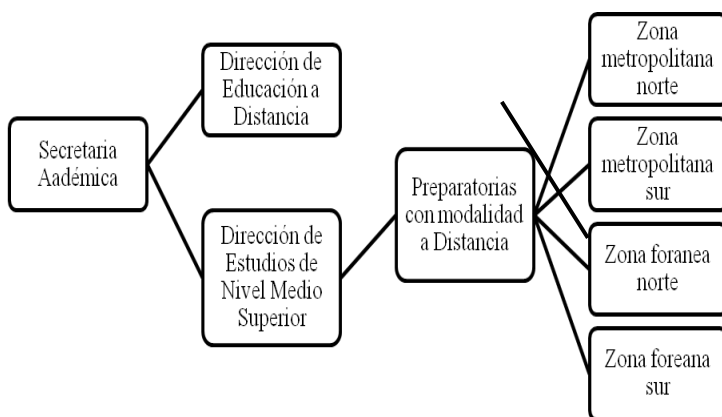 Secretaria
Aadémica
Dirección de
Educación a
Distancia
Dirección de
Estudios de
Nivel Medio
Superior
Preparatorias
con modalidad
a Distancia
Zona
metropolitana
norte
Zona
metropolitana
sur
Zona foranea
norte
Zona foreana
sur